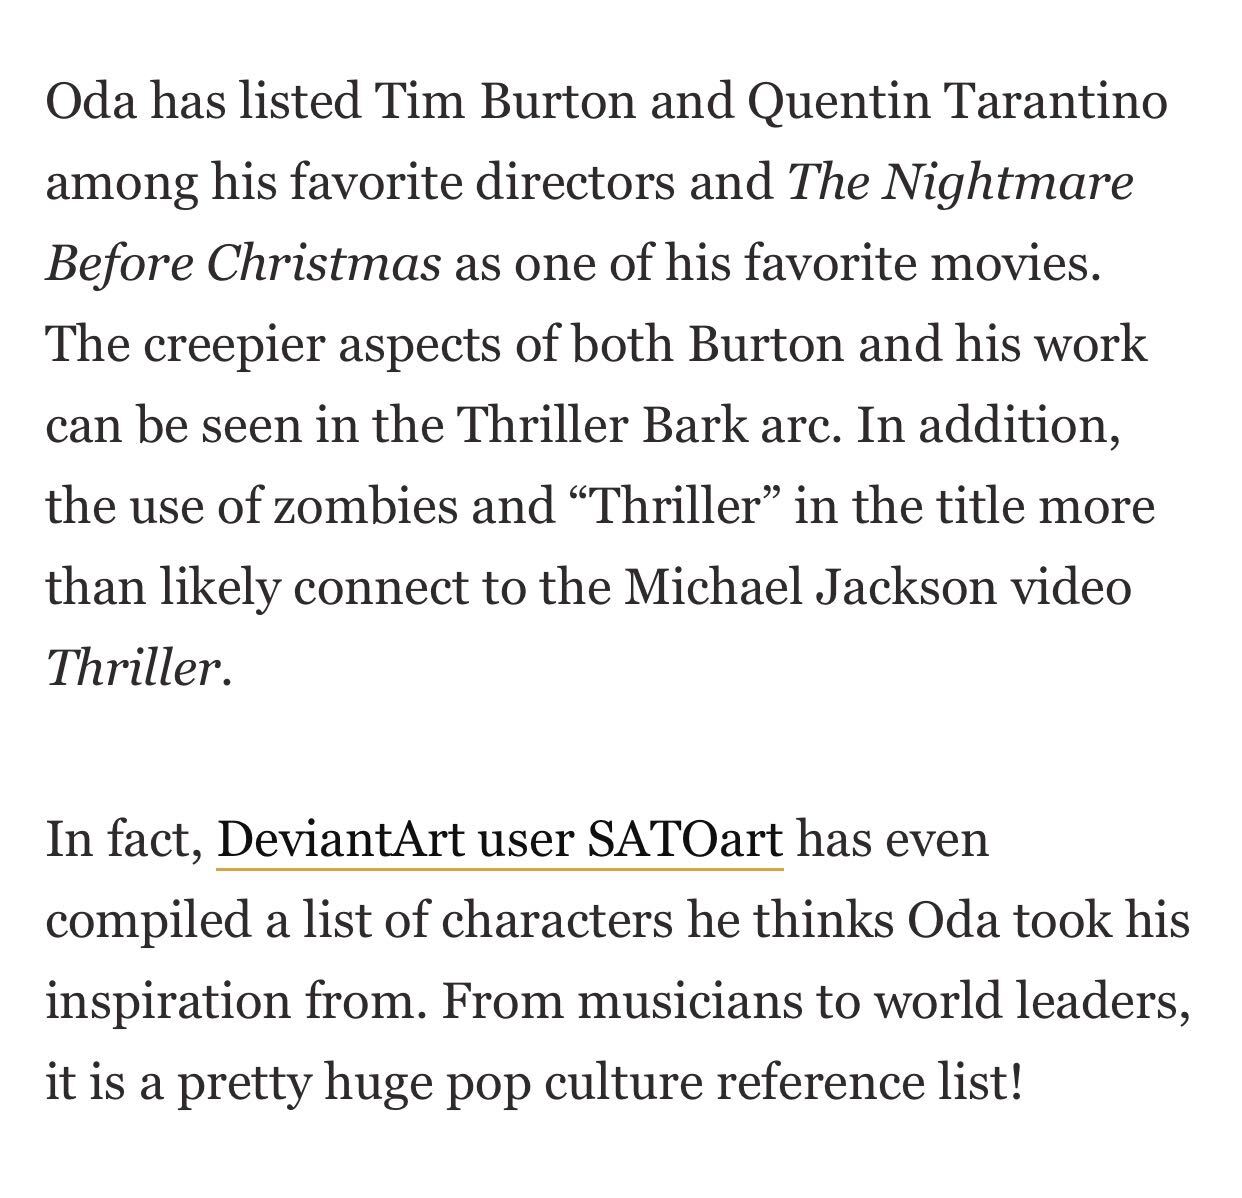 Oda has listed Tim Burton and Quentin Tarantino
among his favorite directors and The Nightmare
Before Christmas as one of his favorite movies.
The creepier aspects of both Burton and his work
can be seen in the Thriller Bark arc. In addition,
the use of zombies and “Thriller” in the title more
than likely connect to the Michael Jackson video
Thriller.
In fact, DeviantArt user SATOart has even
compiled a list of characters he thinks Oda took his
inspiration from. From musicians to world leaders,
it is a pretty huge pop culture reference list!